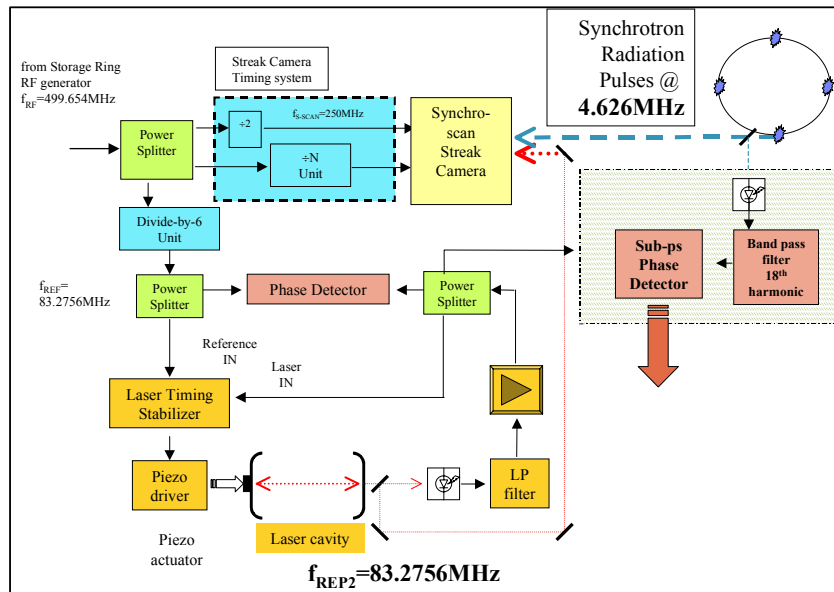 from Storage Ring
RF generator
fRF=499.654MHz
Streak Camera
Timing system
Synchrotron
Radiation
Pulses @
4.626MHz
Power
Splitter
÷2
fS-SCAN=250MHz
÷N
Unit
Synchro-
scan
Streak
Camera
Divide-by-6
Unit
fREF=
83.2756MHz
Power
Splitter
Phase Detector
Power
Splitter
Sub-ps
Phase
Detector
Band pass
filter
18th
harmonic
Reference
IN
Laser
IN
Laser Timing
Stabilizer
Piezo
driver
LP
filter
Piezo
actuator
Laser cavity
fREP2=83.2756MHz